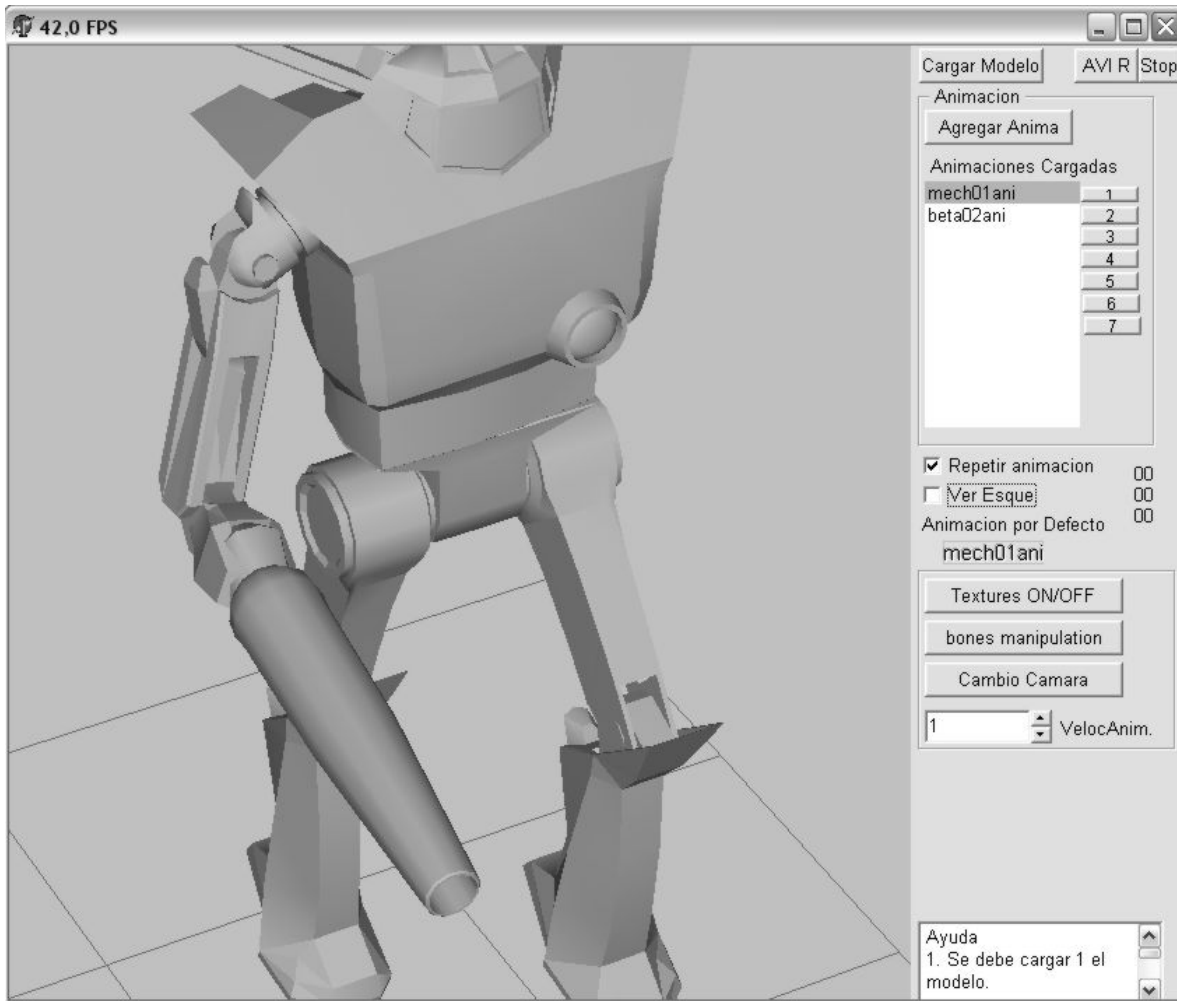 42,0 FPS
Cargar Modelo
AVI R
Stop
Animacion
Agregar Anima
Animaciones Cargadas
mech01ani
beta02ani
1
2
3
4
5
6
7
Repetir animacion
Ver Esque
00
00
00
Animacion por Defecto
mech01ani
Textures ON/OFF
bones manipulation
Cambio Camara
1
VelocAnim.
Ayuda
1. Se debe cargar 1 el
modelo.